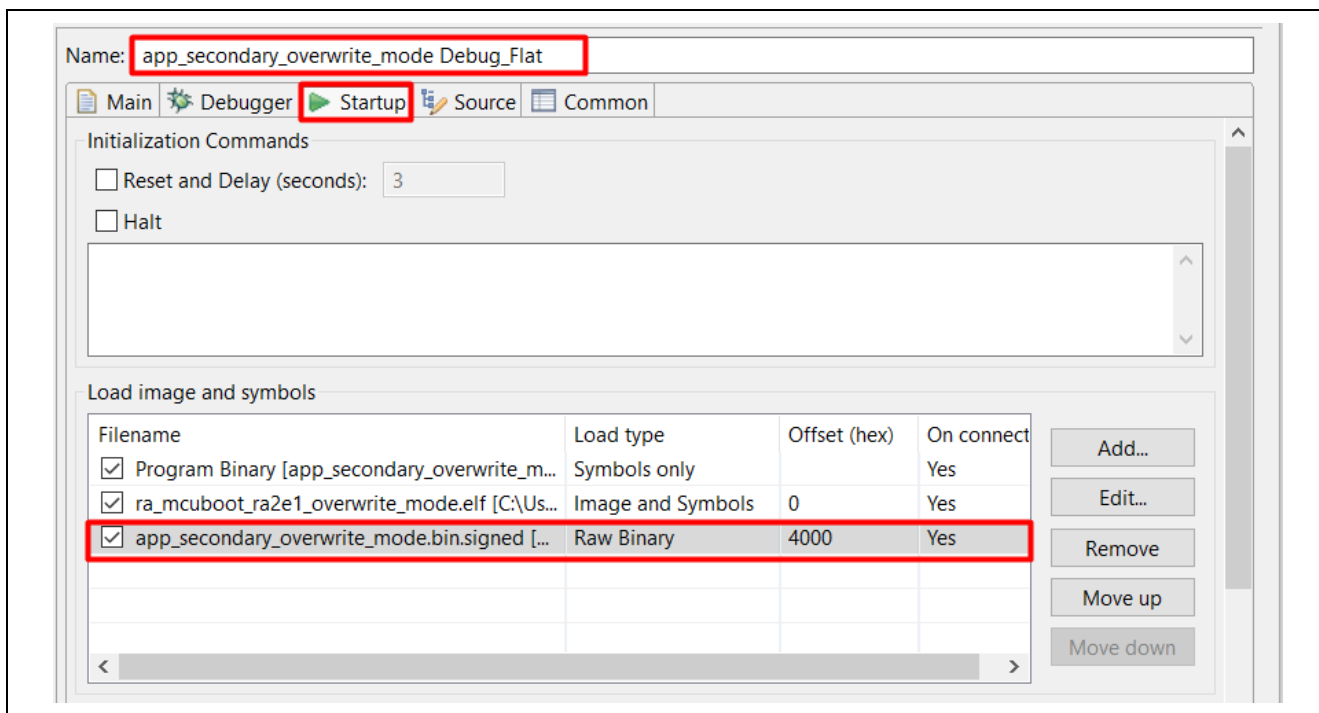 Name: app_secondary_overwrite_mode Debug_Flat
Main Debugger Startup Source Common
Initialization Commands
Reset and Delay (seconds): 3
Halt
Load image and symbols
Filename Load type Offset (hex) On connect
Program Binary [app_secondary_overwrite_m... Symbols only Yes
ra_mcuboot_ra2e1_overwrite_mode.elf [C:\Us... Image and Symbols 0 Yes
app_secondary_overwrite_mode.bin.signed [... Raw Binary 4000 Yes
Add...
Edit...
Remove
Move up
Move down